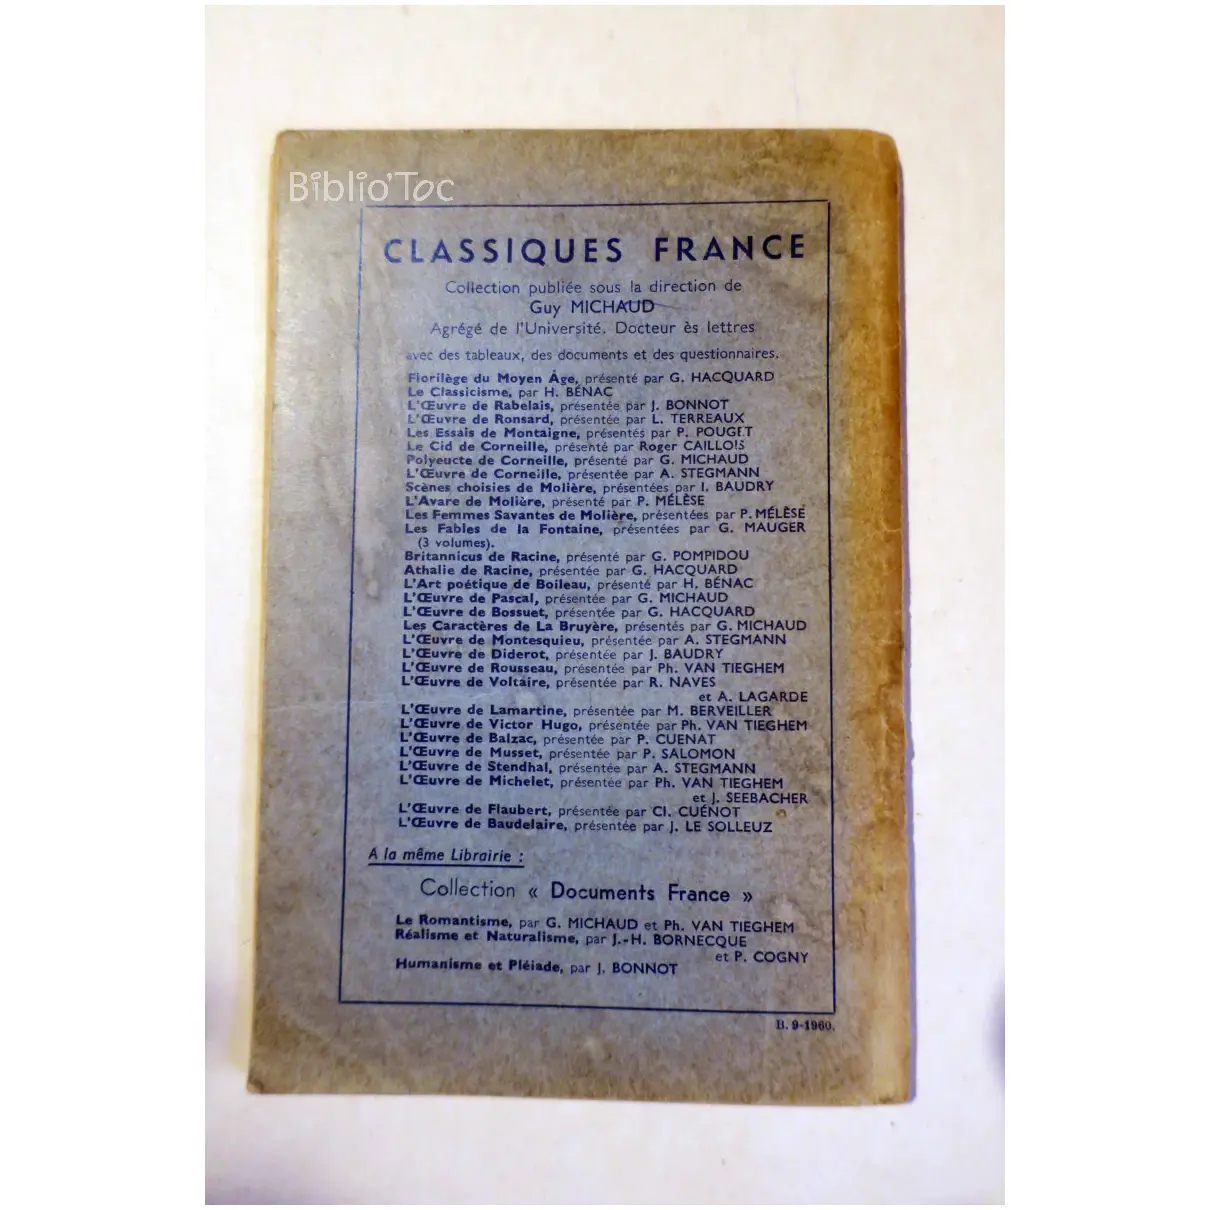 Biblio'Toc
CLASSIQUES FRANCE
Collection publiée sous la direction de
Guy MICHAUD
Agrégé de l'Université. Docteur ès lettres
avec des tableaux, des documents et des questionnaires.
Florilège du Moyen Âge, présenté par G. HACQUARD
Le Classicisme, par H. BÉNAC
L'Œuvre de Rabelais, présentée par J. BONNOT
L'Œuvre de Ronsard, présentée par L. TERREAUX
Les Essais de Montaigne, présentés par P. POUGET
Le Cid de Corneille, présenté par Roger CAILLOIS
Polyeucte de Corneille, présenté par G. MICHAUD
L'Œuvre de Corneille, présentée par A. STEGMANN
Scènes choisies de Molière, présentées par I. BAUDRY
L'Avare de Molière, présenté par P. MÉLÈSE
Les Femmes Savantes de Molière, présentées par P. MÉLÈSE
Les Fables de la Fontaine, présentées par G. MAUGER
(3 volumes).
Britannicus de Racine, présenté par G. POMPIDOU
Athalie de Racine, présentée par G. HACQUARD
L'Art poétique de Boileau, présenté par H. BÉNAC
L'Œuvre de Pascal, présentée par G. MICHAUD
L'Œuvre de Bossuet, présentée par G. HACQUARD
Les Caractères de La Bruyère, présentés par G. MICHAUD
L'Œuvre de Montesquieu, présentée par A. STEGMANN
L'Œuvre de Diderot, présentée par J. BAUDRY
L'Œuvre de Rousseau, présentée par Ph. VAN TIEGHEM
L'Œuvre de Voltaire, présentée par R. NAVES
et A. LAGARDE
L'Œuvre de Lamartine, présentée par M. BERVEILLER
L'Œuvre de Victor Hugo, présentée par Ph. VAN TIEGHEM
L'Œuvre de Balzac, présentée par P. CUENAT
L'Œuvre de Musset, présentée par P. SALOMON
L'Œuvre de Stendhal, présentée par A. STEGMANN
L'Œuvre de Michelet, présentée par Ph. VAN TIEGHEM
et J. SEEBACHER
L'Œuvre de Flaubert, présentée par Cl. CUÉNOT
L'Œuvre de Baudelaire, présentée par J. LE SOLLEUZ
A la même Librairie :
Collection « Documents France »
Le Romantisme, par G. MICHAUD et Ph. VAN TIEGHEM
Réalisme et Naturalisme, par J.-H. BORNECQUE
et P. COGNY
Humanisme et Pléiade, par J. BONNOT
B. 9-1960.